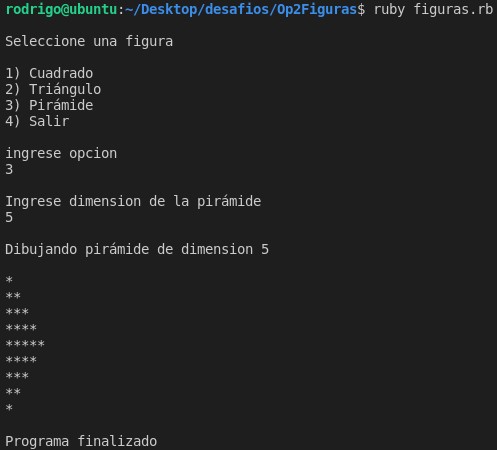 rodrigo@ubuntu:~/Desktop/desafios/Op2Figuras$ ruby figuras.rb
Seleccione una figura
1) Cuadrado
2) Triángulo
3) Pirámide
4) Salir
ingrese opcion
3
Ingrese dimension de la pirámide
5
Dibujando pirámide de dimension 5
*
**
***
****
*****
****
***
**
*
Programa finalizado